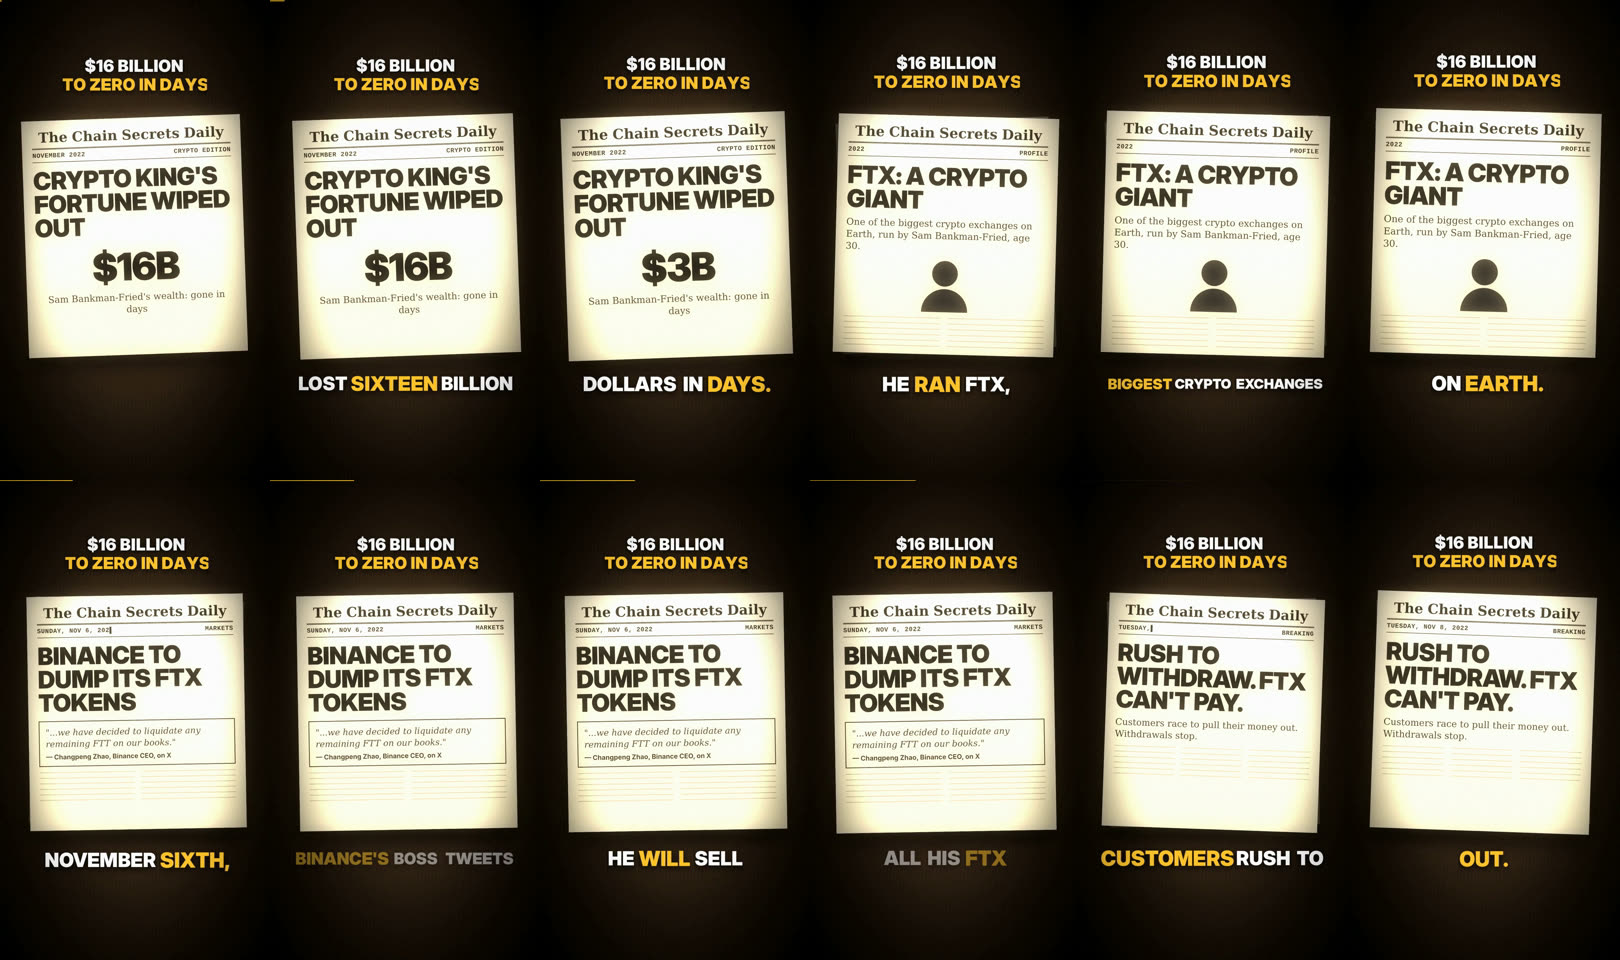 $16 BILLION
TO ZERO IN DAYS
The Chain Secrets Daily
NOVEMBER 2022 CRYPTO EDITION
CRYPTO KING'S
FORTUNE WIPED
OUT
$16B
Sam Bankman-Fried's wealth: gone in
days
$16 BILLION
TO ZERO IN DAYS
The Chain Secrets Daily
NOVEMBER 2022 CRYPTO EDITION
CRYPTO KING'S
FORTUNE WIPED
OUT
$16B
Sam Bankman-Fried's wealth: gone in
days
LOST SIXTEEN BILLION
$16 BILLION
TO ZERO IN DAYS
The Chain Secrets Daily
NOVEMBER 2022 CRYPTO EDITION
CRYPTO KING'S
FORTUNE WIPED
OUT
$3B
Sam Bankman-Fried's wealth: gone in
days
DOLLARS IN DAYS.
$16 BILLION
TO ZERO IN DAYS
The Chain Secrets Daily
2022 PROFILE
FTX: A CRYPTO
GIANT
One of the biggest crypto exchanges on
Earth, run by Sam Bankman-Fried, age
30.
HE RAN FTX,
$16 BILLION
TO ZERO IN DAYS
The Chain Secrets Daily
2022 PROFILE
FTX: A CRYPTO
GIANT
One of the biggest crypto exchanges on
Earth, run by Sam Bankman-Fried, age
30.
BIGGEST CRYPTO EXCHANGES
$16 BILLION
TO ZERO IN DAYS
The Chain Secrets Daily
2022 PROFILE
FTX: A CRYPTO
GIANT
One of the biggest crypto exchanges on
Earth, run by Sam Bankman-Fried, age
30.
ON EARTH.
$16 BILLION
TO ZERO IN DAYS
The Chain Secrets Daily
SUNDAY, NOV 6, 202 MARKETS
BINANCE TO
DUMP ITS FTX
TOKENS
"...we have decided to liquidate any
remaining FTT on our books."
— Changpeng Zhao, Binance CEO, on X
NOVEMBER SIXTH,
$16 BILLION
TO ZERO IN DAYS
The Chain Secrets Daily
SUNDAY, NOV 6, 2022 MARKETS
BINANCE TO
DUMP ITS FTX
TOKENS
"...we have decided to liquidate any
remaining FTT on our books."
— Changpeng Zhao, Binance CEO, on X
BINANCE'S BOSS TWEETS
$16 BILLION
TO ZERO IN DAYS
The Chain Secrets Daily
SUNDAY, NOV 6, 2022 MARKETS
BINANCE TO
DUMP ITS FTX
TOKENS
"...we have decided to liquidate any
remaining FTT on our books."
— Changpeng Zhao, Binance CEO, on X
HE WILL SELL
$16 BILLION
TO ZERO IN DAYS
The Chain Secrets Daily
SUNDAY, NOV 6, 2022 MARKETS
BINANCE TO
DUMP ITS FTX
TOKENS
"...we have decided to liquidate any
remaining FTT on our books."
— Changpeng Zhao, Binance CEO, on X
ALL HIS FTX
$16 BILLION
TO ZERO IN DAYS
The Chain Secrets Daily
TUESDAY, BREAKING
RUSH TO
WITHDRAW. FTX
CAN'T PAY.
Customers race to pull their money out.
Withdrawals stop.
CUSTOMERS RUSH TO
$16 BILLION
TO ZERO IN DAYS
The Chain Secrets Daily
TUESDAY, NOV 8, 2022 BREAKING
RUSH TO
WITHDRAW. FTX
CAN'T PAY.
Customers race to pull their money out.
Withdrawals stop.
OUT.